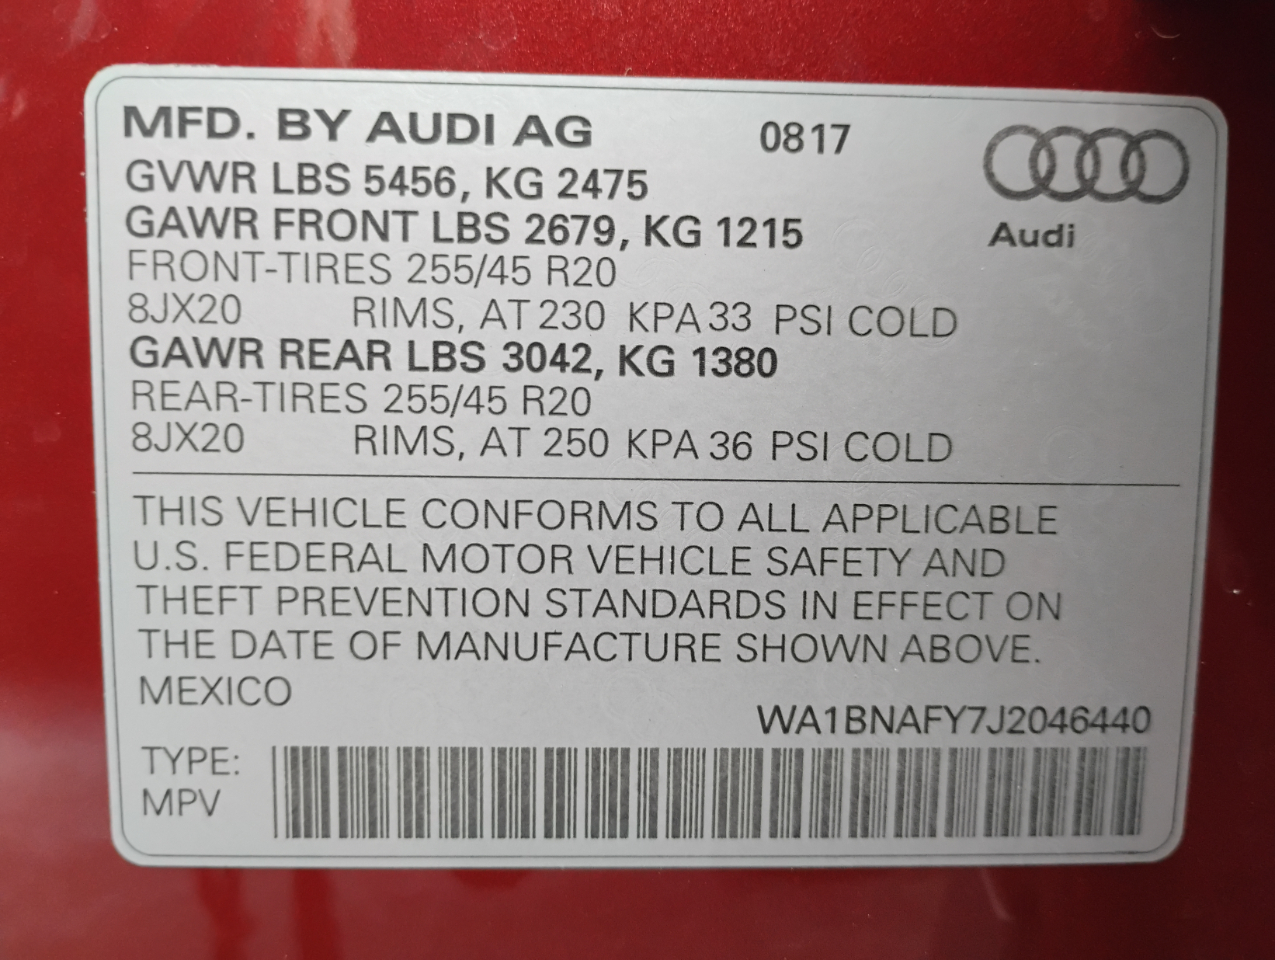 MFD. BY AUDI AG 0817
GVWR LBS 5456, KG 2475
GAWR FRONT LBS 2679, KG 1215
Audi
FRONT-TIRES 255/45 R20
8JX20 RIMS, AT 230 KPA 33 PSI COLD
GAWR REAR LBS 3042, KG 1380
REAR-TIRES 255/45 R20
8JX20 RIMS, AT 250 KPA 36 PSI COLD
THIS VEHICLE CONFORMS TO ALL APPLICABLE
U.S. FEDERAL MOTOR VEHICLE SAFETY AND
THEFT PREVENTION STANDARDS IN EFFECT ON
THE DATE OF MANUFACTURE SHOWN ABOVE.
MEXICO
WA1BNAFY7J2046440
TYPE:
MPV